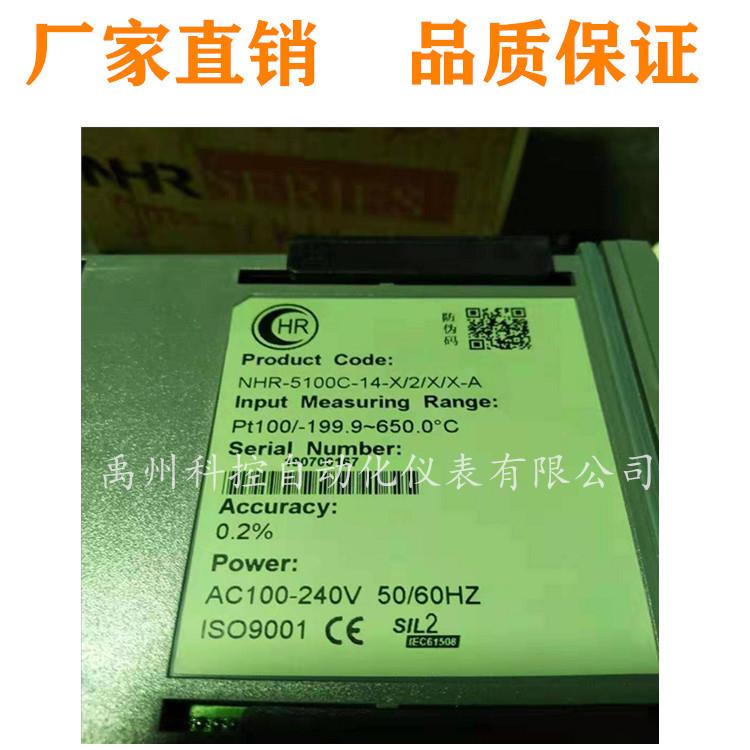 厂家直销 品质保证
NHR SERIES
HR
防伪码
Product Code:
NHR-5100C-14-X/2/X/X-A
Input Measuring Range:
Pt100/-199.9~650.0°C
Serial Number:
禹州科控自动化仪表有限公司
Accuracy:
0.2%
Power:
AC100-240V 50/60HZ
ISO9001 CE SIL2
IEC61508